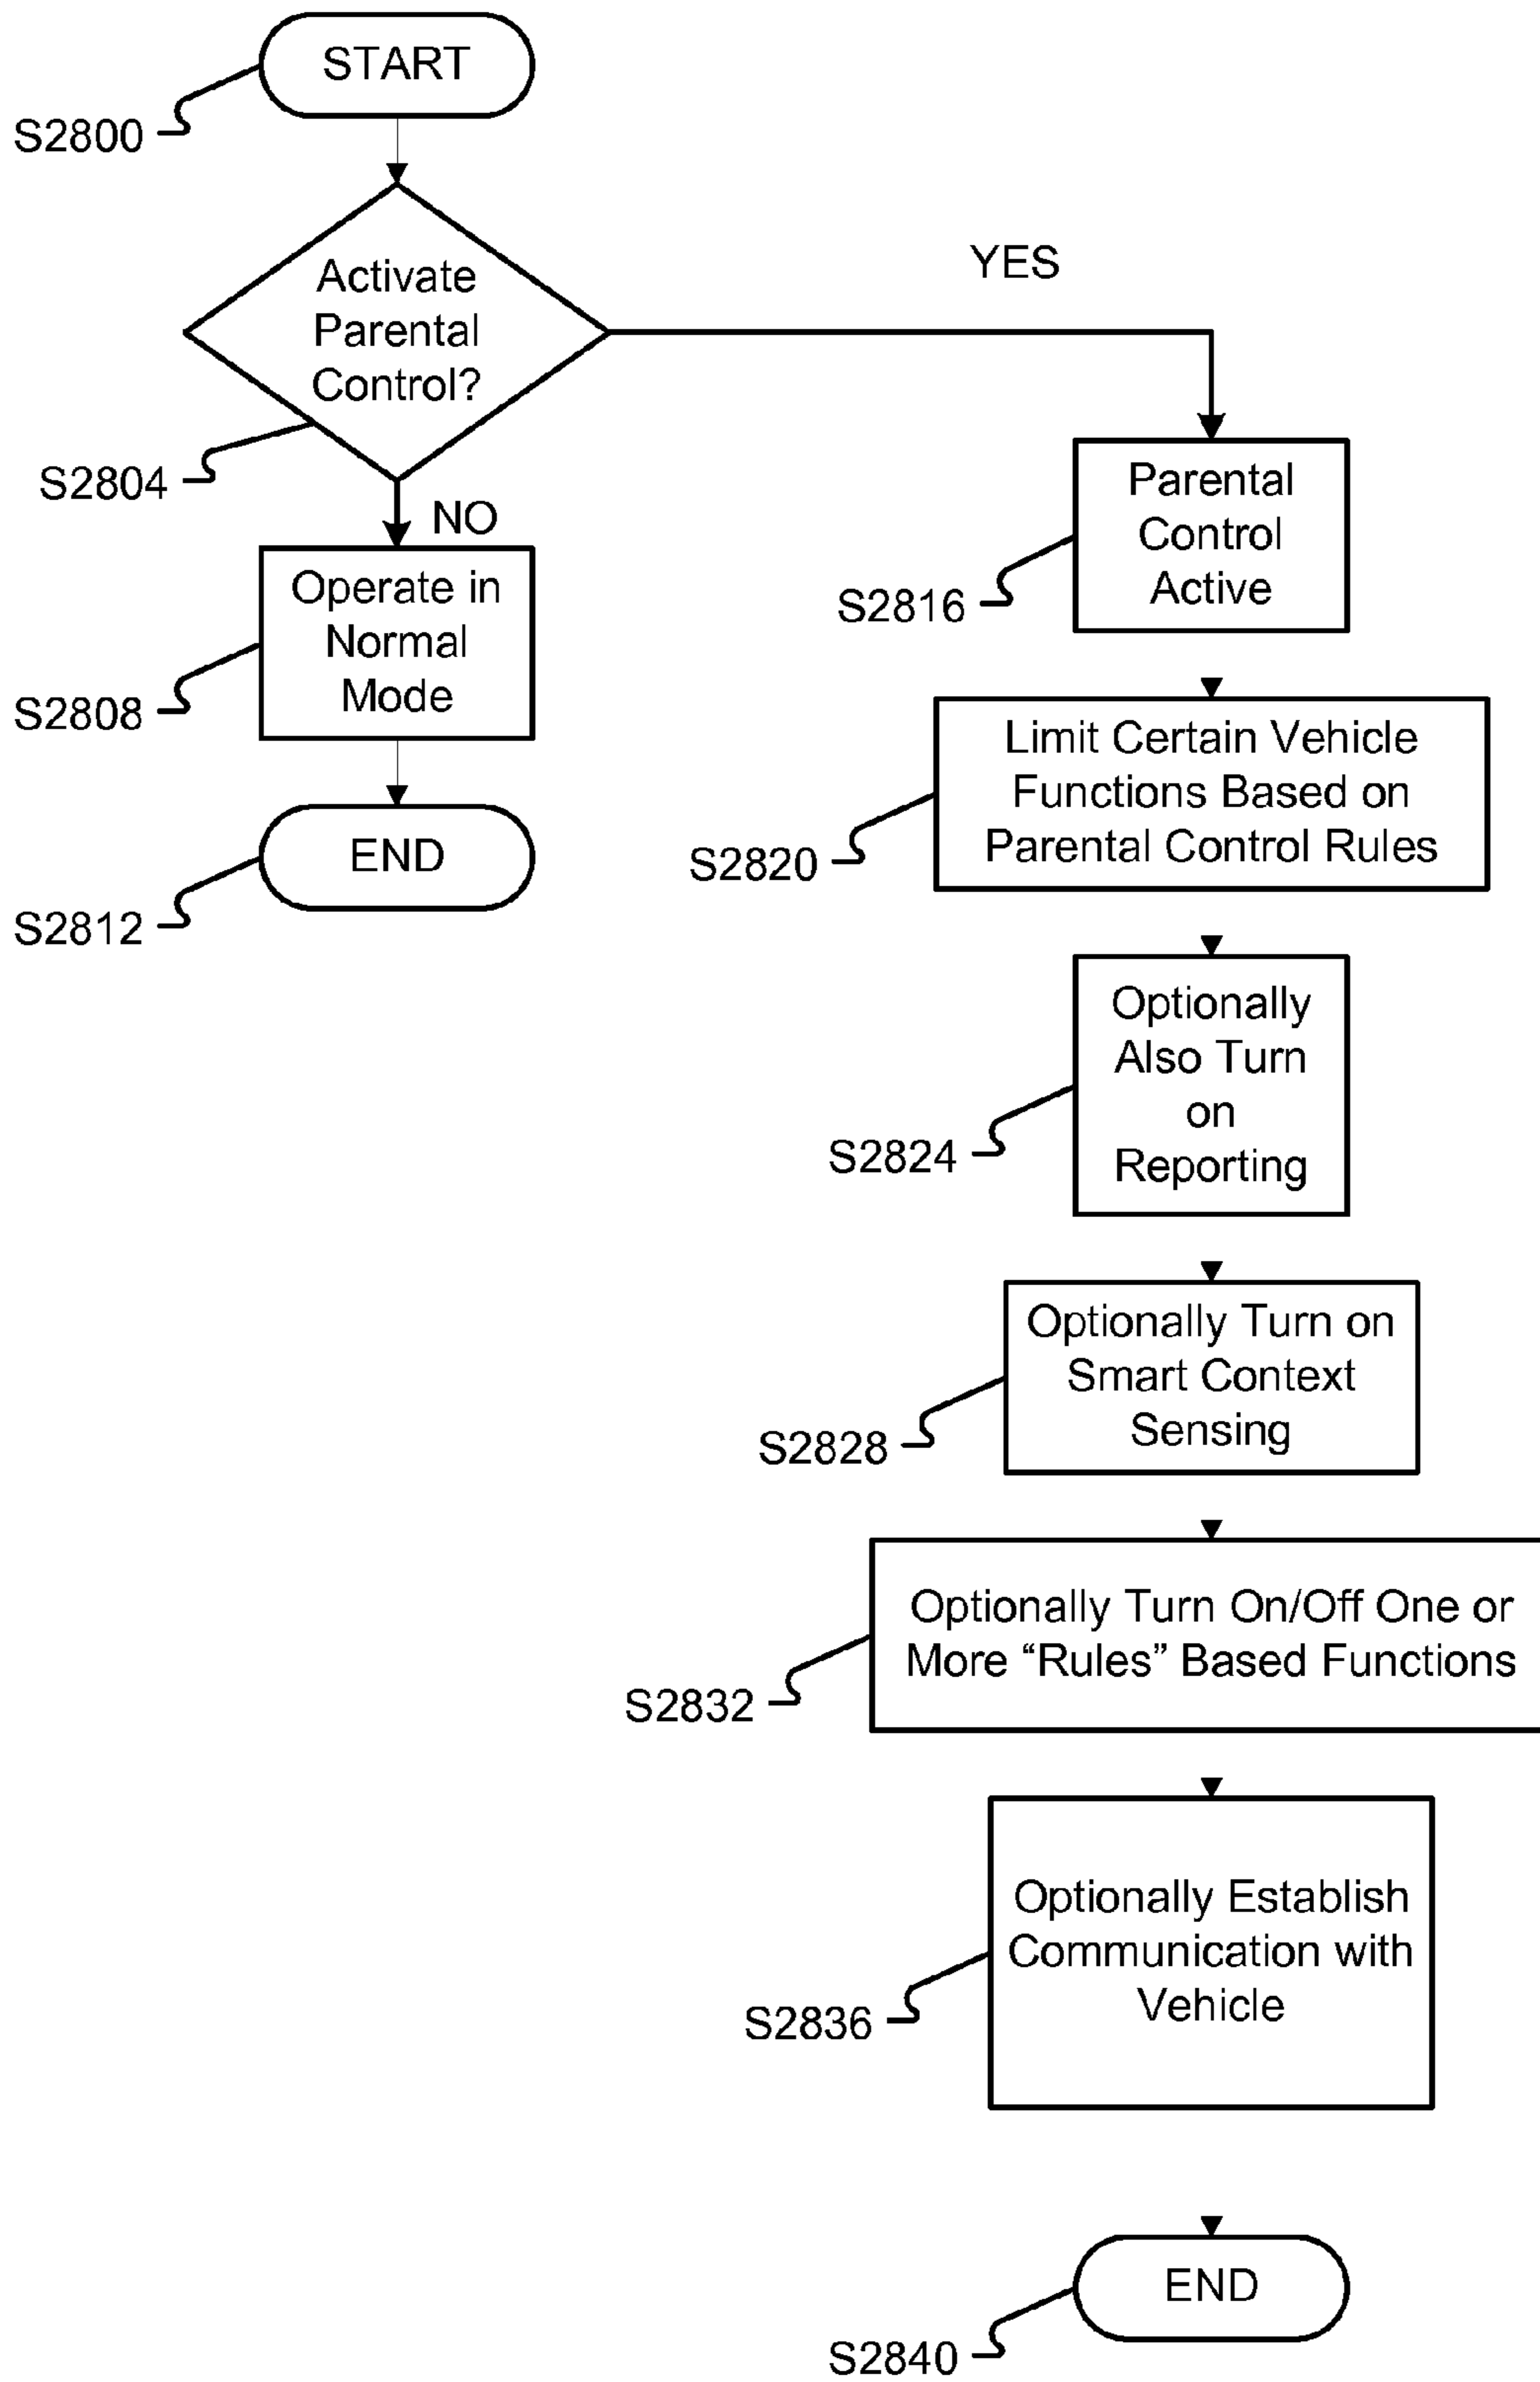 START
S2800
Activate
Parental
Control?
YES
S2804
NO
Operate in
Normal
Mode
S2808
END
S2812
Parental
Control
Active
S2816
Limit Certain Vehicle
Functions Based on
Parental Control Rules
S2820
Optionally
Also Turn
on
Reporting
S2824
Optionally Turn on
Smart Context
Sensing
S2828
Optionally Turn On/Off One or
More “Rules” Based Functions
S2832
Optionally Establish
Communication with
Vehicle
S2836
END
S2840